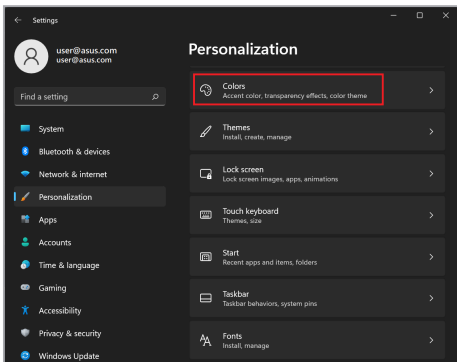 Settings
user@asus.com
user@asus.com
Find a setting
System
Bluetooth & devices
Network & internet
Personalization
Apps
Accounts
Time & language
Gaming
Accessibility
Privacy & security
Windows Update
Personalization
Colors
Accent color, transparency effects, color theme
Themes
Install, create, manage
Lock screen
Lock screen images, apps, animations
Touch keyboard
Themes, size
Start
Recent apps and items, folders
Taskbar
Taskbar behaviors, system pins
Fonts
Install, manage